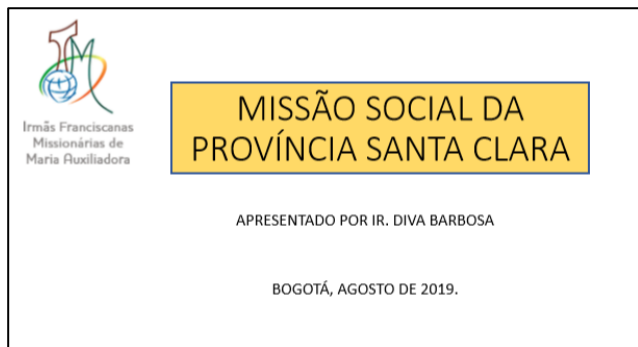 Irmãs Franciscanas
Missionárias de
Maria Auxiliadora
MISSÃO SOCIAL DA
PROVÍNCIA SANTA CLARA
APRESENTADO POR IR. DIVA BARBOSA
BOGOTÁ, AGOSTO DE 2019.